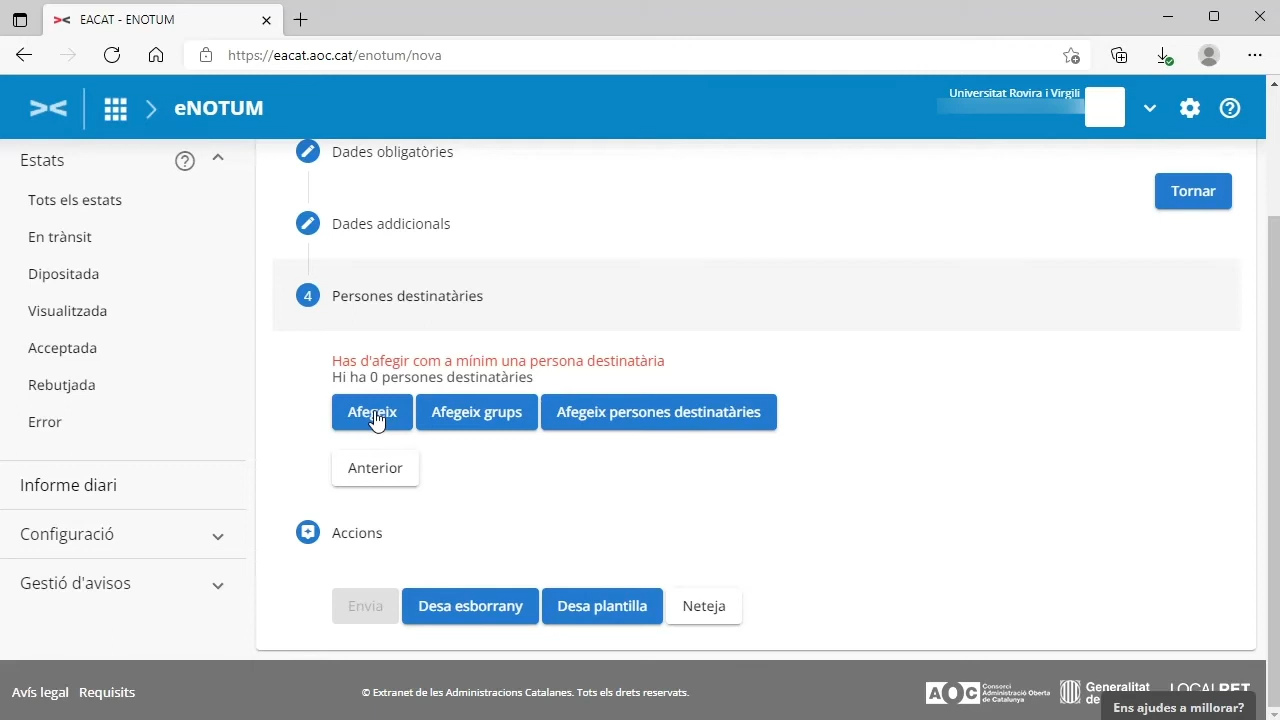 EACAT - ENOTUM
https://eacat.aoc.cat/enotum/nova
eNOTUM
Universitat Rovira i Virgili
Estats
Tots els estats
En trànsit
Dipositada
Visualitzada
Acceptada
Rebutjada
Error
Informe diari
Configuració
Gestió d'avisos
Dades obligatòries
Tornar
Dades addicionals
4 Persones destinatàries
Has d'afegir com a mínim una persona destinatària
Hi ha 0 persones destinatàries
Afegeix Afegeix grups Afegeix persones destinatàries
Anterior
Accions
Envia Desa esborrany Desa plantilla Neteja
Avís legal Requisits
© Extranet de les Administracions Catalanes. Tots els drets reservats.
AOC Consorci
Administració Oberta
de Catalunya
Generalitat
de
LOCALRET
Ens ajudes a millorar?